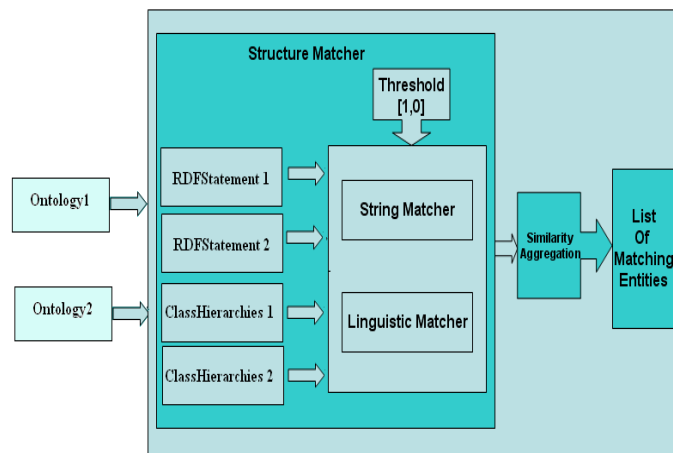 Structure Matcher
Threshold
[1,0]
RDFStatement 1
String Matcher
Ontology1
RDFStatement 2
Similarity
Aggregation
List
Of
Matching
Entities
Ontology2
ClassHierarchies 1
Linguistic Matcher
ClassHierarchies 2